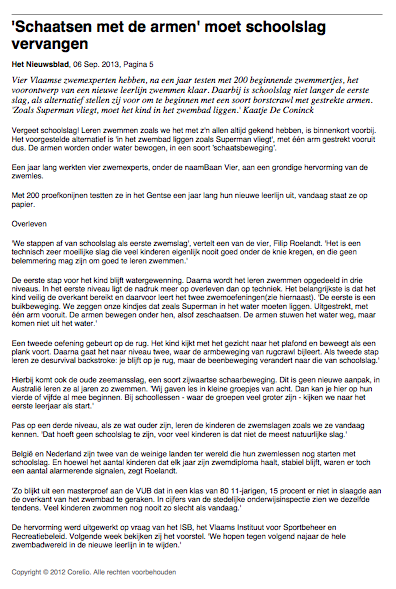 'Schaatsen met de armen' moet schoolslag
vervangen
Het Nieuwsblad, 06 Sep. 2013, Pagina 5
Vier Vlaamse zwemexperten hebben, na een jaar testen met 200 beginnende zwemmertjes, het
voorontwerp van een nieuwe leerlijn zwemmen klaar. Daarbij is schoolslag niet langer de eerste
slag, als alternatief stellen zij voor om te beginnen met een soort borstcrawl met gestrekte armen.
'Zoals Superman vliegt, moet het kind in het zwembad liggen.' Kaatje De Coninck
Vergeet schoolslag! Leren zwemmen zoals we het met z'n allen altijd gekend hebben, is binnenkort voorbij.
Het voorgestelde alternatief is 'in het zwembad liggen zoals Superman vliegt', met één arm gestrekt vooruit
dus. De armen worden onder water bewogen, in een soort 'schaatsbeweging'.
Een jaar lang werkten vier zwemexperts, onder de naamBaan Vier, aan een grondige hervorming van de
zwemles.
Met 200 proefkonijnen testten ze in het Gentse een jaar lang hun nieuwe leerlijn uit, vandaag staat ze op
papier.
Overleven
'We stappen af van schoolslag als eerste zwemslag', vertelt een van de vier, Filip Roelandt. 'Het is een
technisch zeer moeilijke slag die veel kinderen eigenlijk nooit goed onder de knie kregen, en die geen
belemmering mag zijn om goed te leren zwemmen.'
De eerste stap voor het kind blijft watergewenning. Daarna wordt het leren zwemmen opgedeeld in drie
niveaus. In het eerste niveau ligt de nadruk meer op overleven dan op techniek. Het belangrijkste is dat het
kind veilig de overkant bereikt en daarvoor leert het twee zwemoefeningen(zie hiernaast). 'De eerste is een
buikbeweging. We zeggen onze kindjes dat zoals Superman in het water moeten liggen. Uitgestrekt, met
één arm vooruit. De armen bewegen onder hen, alsof zeschaatsen. De armen stuwen het water weg, maar
komen niet uit het water.'
Een tweede oefening gebeurt op de rug. Het kind kijkt met het gezicht naar het plafond en beweegt als een
plank voort. Daarna gaat het naar niveau twee, waar de armbeweging van rugcrawl bijleert. Als tweede stap
leren ze desurvival backstroke: je blijft op je rug, maar de beenbeweging verandert naar die van schoolslag.'
Hierbij komt ook de oude zeemansslag, een soort zijwaartse schaarbeweging. Dit is geen nieuwe aanpak, in
Australië leren ze al jaren zo zwemmen. 'Wij gaven les in kleine groepjes van acht. Dan kan je hier op hun
vierde of vijfde al mee beginnen. Bij schoollessen - waar de groepen veel groter zijn - kijken we naar het
eerste leerjaar als start.'
Pas op een derde niveau, als ze wat ouder zijn, leren de kinderen de zwemslagen zoals we ze vandaag
kennen. 'Dat hoeft geen schoolslag te zijn, voor veel kinderen is dat niet de meest natuurlijke slag.'
België en Nederland zijn twee van de weinige landen ter wereld die hun zwemlessen nog starten met
schoolslag. En hoewel het aantal kinderen dat elk jaar zijn zwemdiploma haalt, stabiel blijft, waren er toch
een aantal alarmerende signalen, zegt Roelandt.
'Zo blijkt uit een masterproef aan de VUB dat in een klas van 80 11-jarigen, 15 procent er niet in slaagde aan
de overkant van het zwembad te geraken. In cijfers van de stedelijke onderwijsinspectie zien we dezelfde
tendens. Veel kinderen zwommen nog nooit zo slecht als vandaag.'
De hervorming werd uitgewerkt op vraag van het ISB, het Vlaams Instituut voor Sportbeheer en
Recreatiebeleid. Volgende week bekijken zij het voorstel. 'We hopen tegen volgend najaar de hele
zwembadwereld in de nieuwe leerlijn in te wijden.'
Copyright © 2012 Corelio. Alle rechten voorbehouden